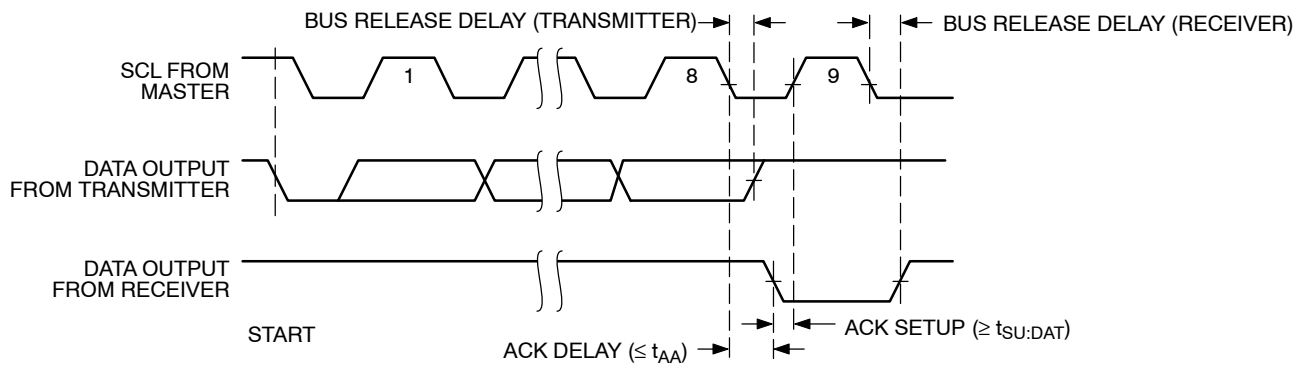 BUS RELEASE DELAY (TRANSMITTER)
BUS RELEASE DELAY (RECEIVER)
SCL FROM
MASTER
1
8
9
DATA OUTPUT
FROM TRANSMITTER
DATA OUTPUT
FROM RECEIVER
START
ACK SETUP (≥ tSU:DAT)
ACK DELAY (≤ tAA)